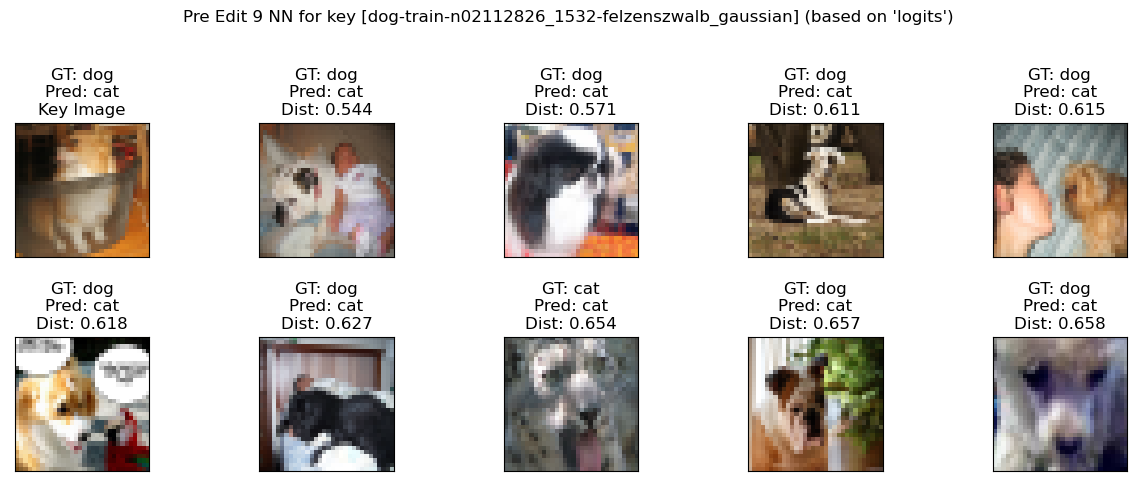 Pre Edit 9 NN for key [dog-train-n02112826_1532-felzenszwalb_gaussian] (based on 'logits')
GT: dog
Pred: cat
Key Image
GT: dog
Pred: cat
Dist: 0.544
GT: dog
Pred: cat
Dist: 0.571
GT: dog
Pred: cat
Dist: 0.611
GT: dog
Pred: cat
Dist: 0.615
GT: dog
Pred: cat
Dist: 0.618
GT: dog
Pred: cat
Dist: 0.627
GT: cat
Pred: cat
Dist: 0.654
GT: dog
Pred: cat
Dist: 0.657
GT: dog
Pred: cat
Dist: 0.658